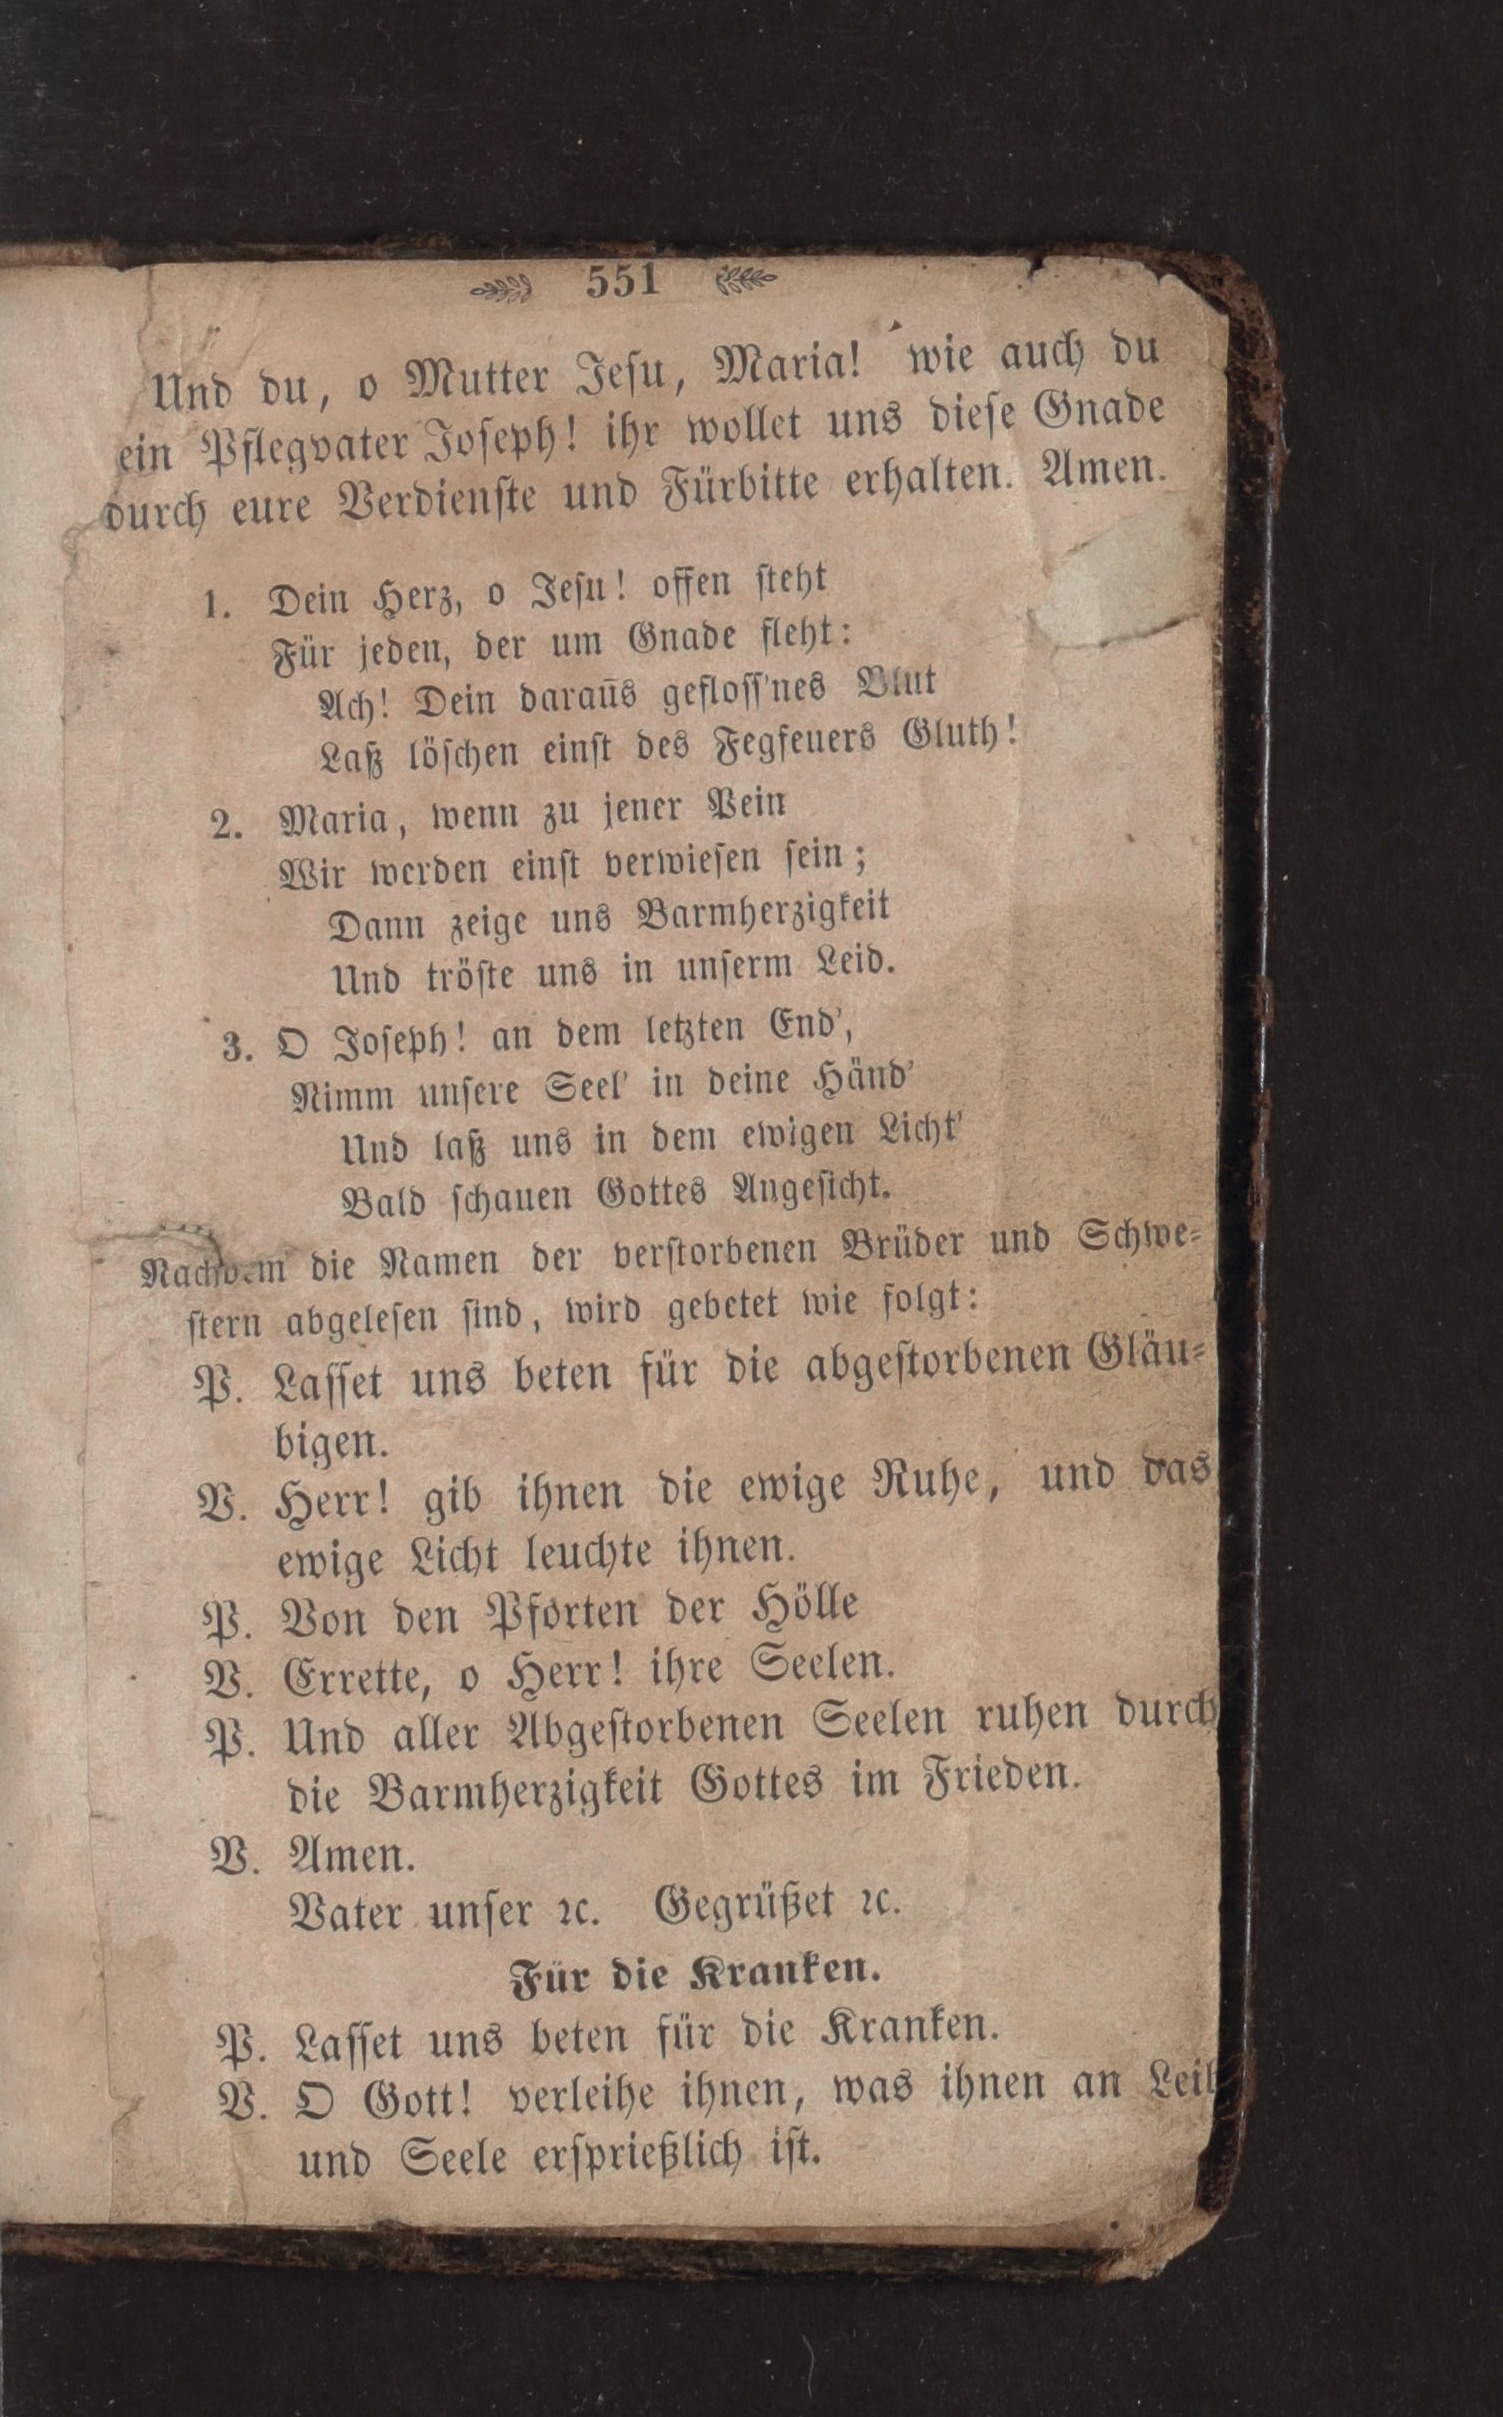 551
Und du, o Mutter Jesu, Maria! wie auch du
ein Pflegvater Joseph! ihr wollet uns diese Gnade
durch eure Verdienste und Fürbitte erhalten. Amen.
1. Dein Herz, o Jesu! offen steht
Für jeden, der um Gnade fleht:
Ach! Dein daraus gefloss'nes Blut
Laß löschen einst des Fegfeuers Gluth!
2. Maria, wenn zu jener Pein
Wir werden einst verwiesen sein;
Dann zeige uns Barmherzigkeit
Und tröste uns in unserm Leid.
3. O Joseph! an dem letzten End',
Nimm unsere Seel' in deine Händ'
Und laß uns in dem ewigen Licht'
Bald schauen Gottes Angesicht.
Nachdem die Namen der verstorbenen Brüder und Schwe-
stern abgelesen sind, wird gebetet wie folgt:
P. Lasset uns beten für die abgestorbenen Gläu-
bigen.
V. Herr! gib ihnen die ewige Ruhe, und das
ewige Licht leuchte ihnen.
P. Von den Pforten der Hölle
V. Errette, o Herr! ihre Seelen.
P. Und aller Abgestorbenen Seelen ruhen durch
die Barmherzigkeit Gottes im Frieden.
V. Amen.
Vater unser ꝛc. Gegrüßet ꝛc.
Für die Kranken.
P. Lasset uns beten für die Kranken.
V. O Gott! verleihe ihnen, was ihnen an Leib
und Seele ersprießlich ist.